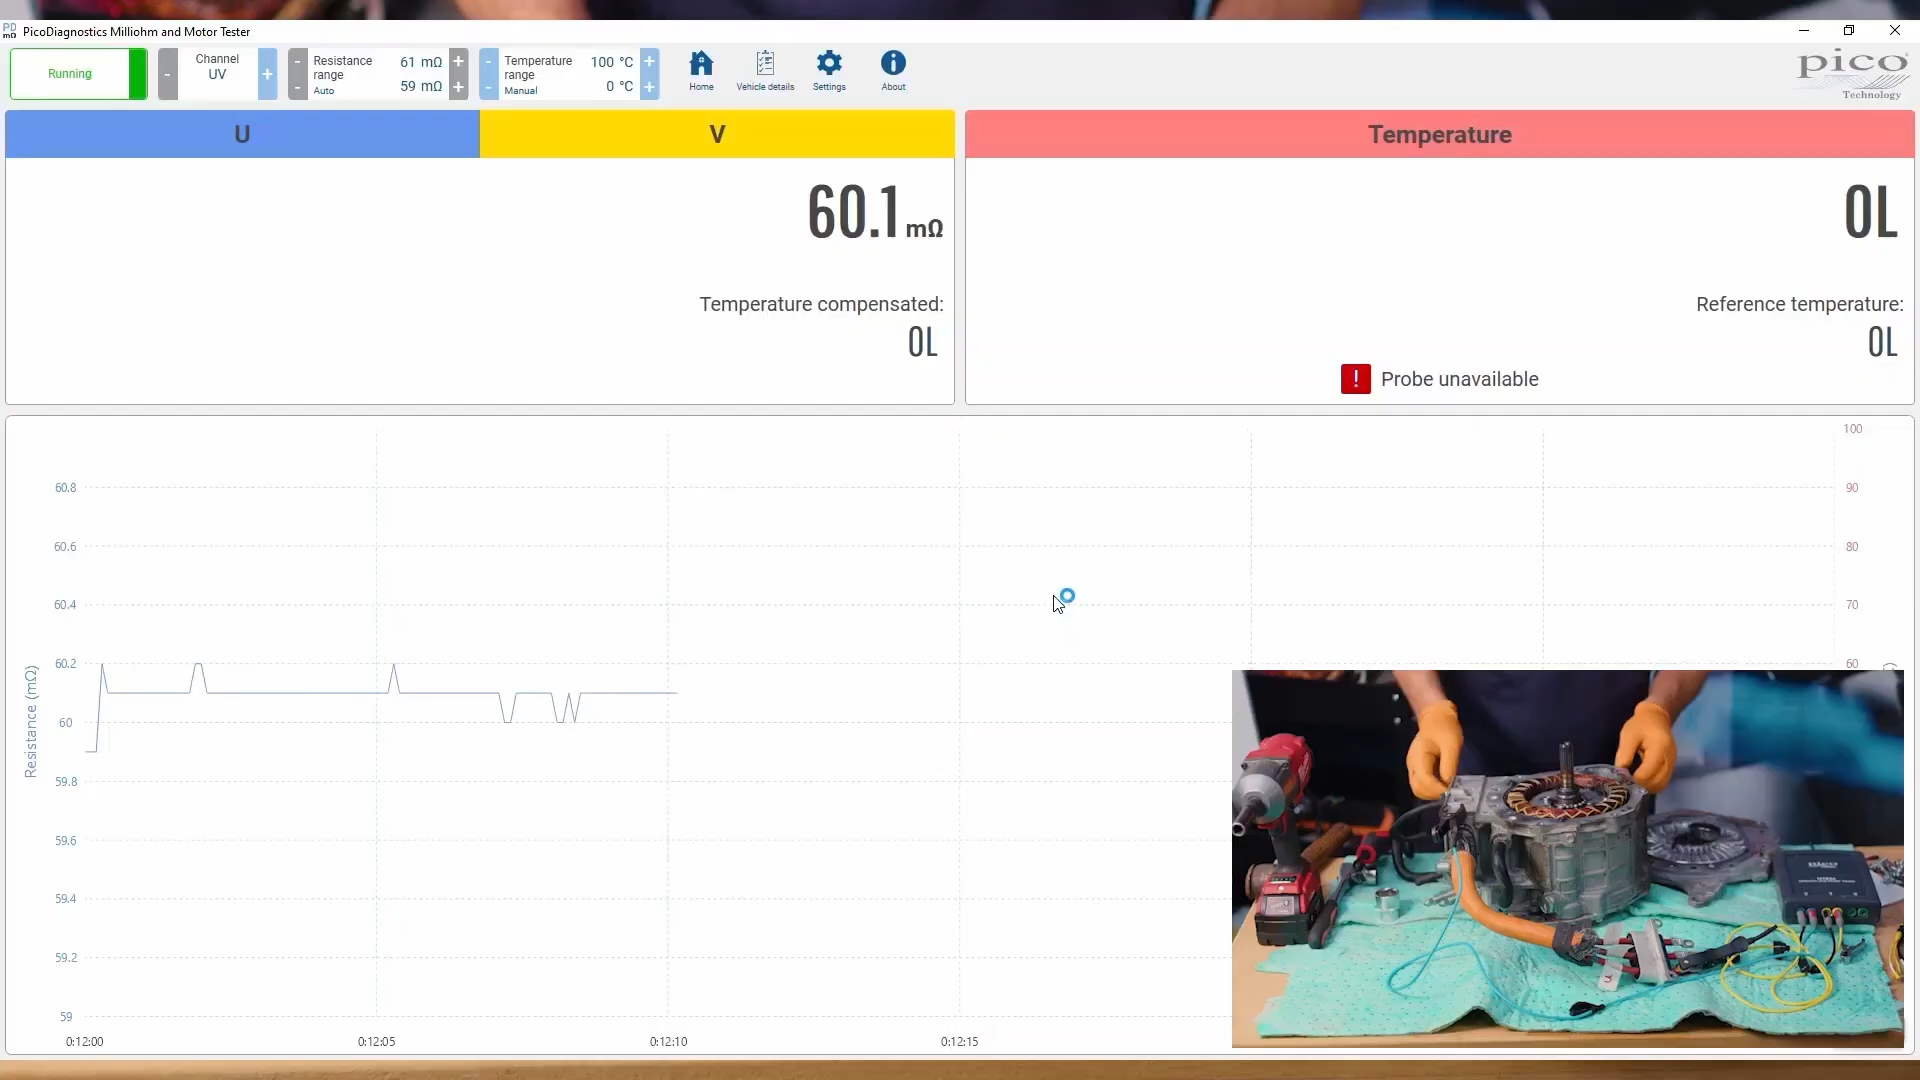 PicoDiagnostics Milliohm and Motor Tester
Running
Channel
UV
Resistance range
Auto
61 mΩ
59 mΩ
Temperature range
Manual
100 °C
0 °C
Home
Vehicle details
Settings
About
pico
Technology
U
V
60.1 mΩ
Temperature compensated:
OL
Temperature
OL
Reference temperature:
OL
! Probe unavailable
Resistance (mΩ)
60.8
60.6
60.4
60.2
60
59.8
59.6
59.4
59.2
59
0:12:00
0:12:05
0:12:10
0:12:15
100
90
80
70
60